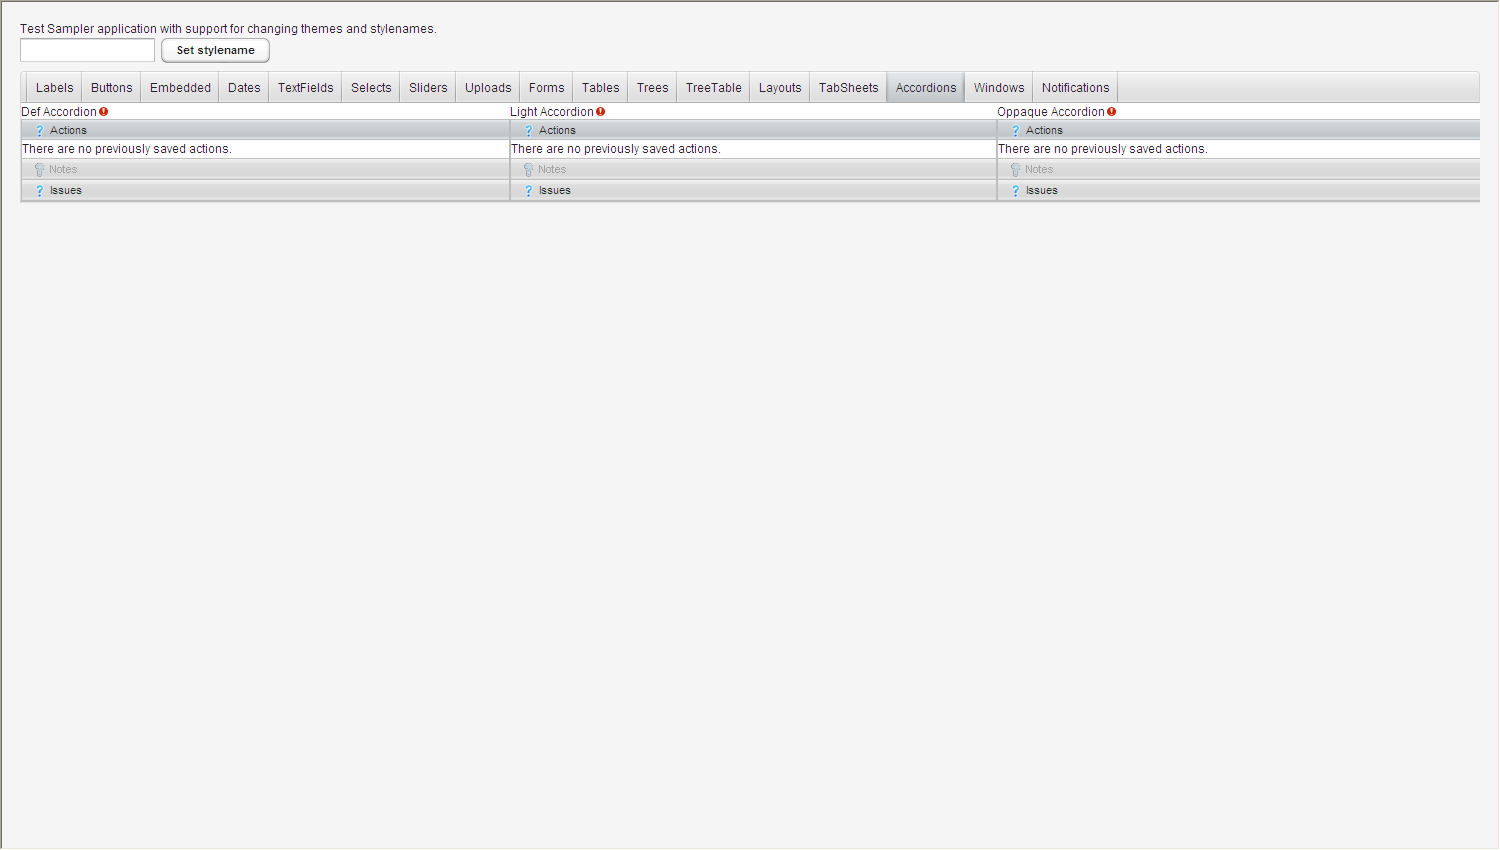 Test Sampler application with support for changing themes and stylenames.
Set stylename
Labels Buttons Embedded Dates TextFields Selects Sliders Uploads Forms Tables Trees TreeTable Layouts TabSheets Accordions Windows Notifications
Def Accordion Light Accordion Oppaque Accordion
Actions Actions Actions
There are no previously saved actions. There are no previously saved actions. There are no previously saved actions.
Notes Notes Notes
Issues Issues Issues